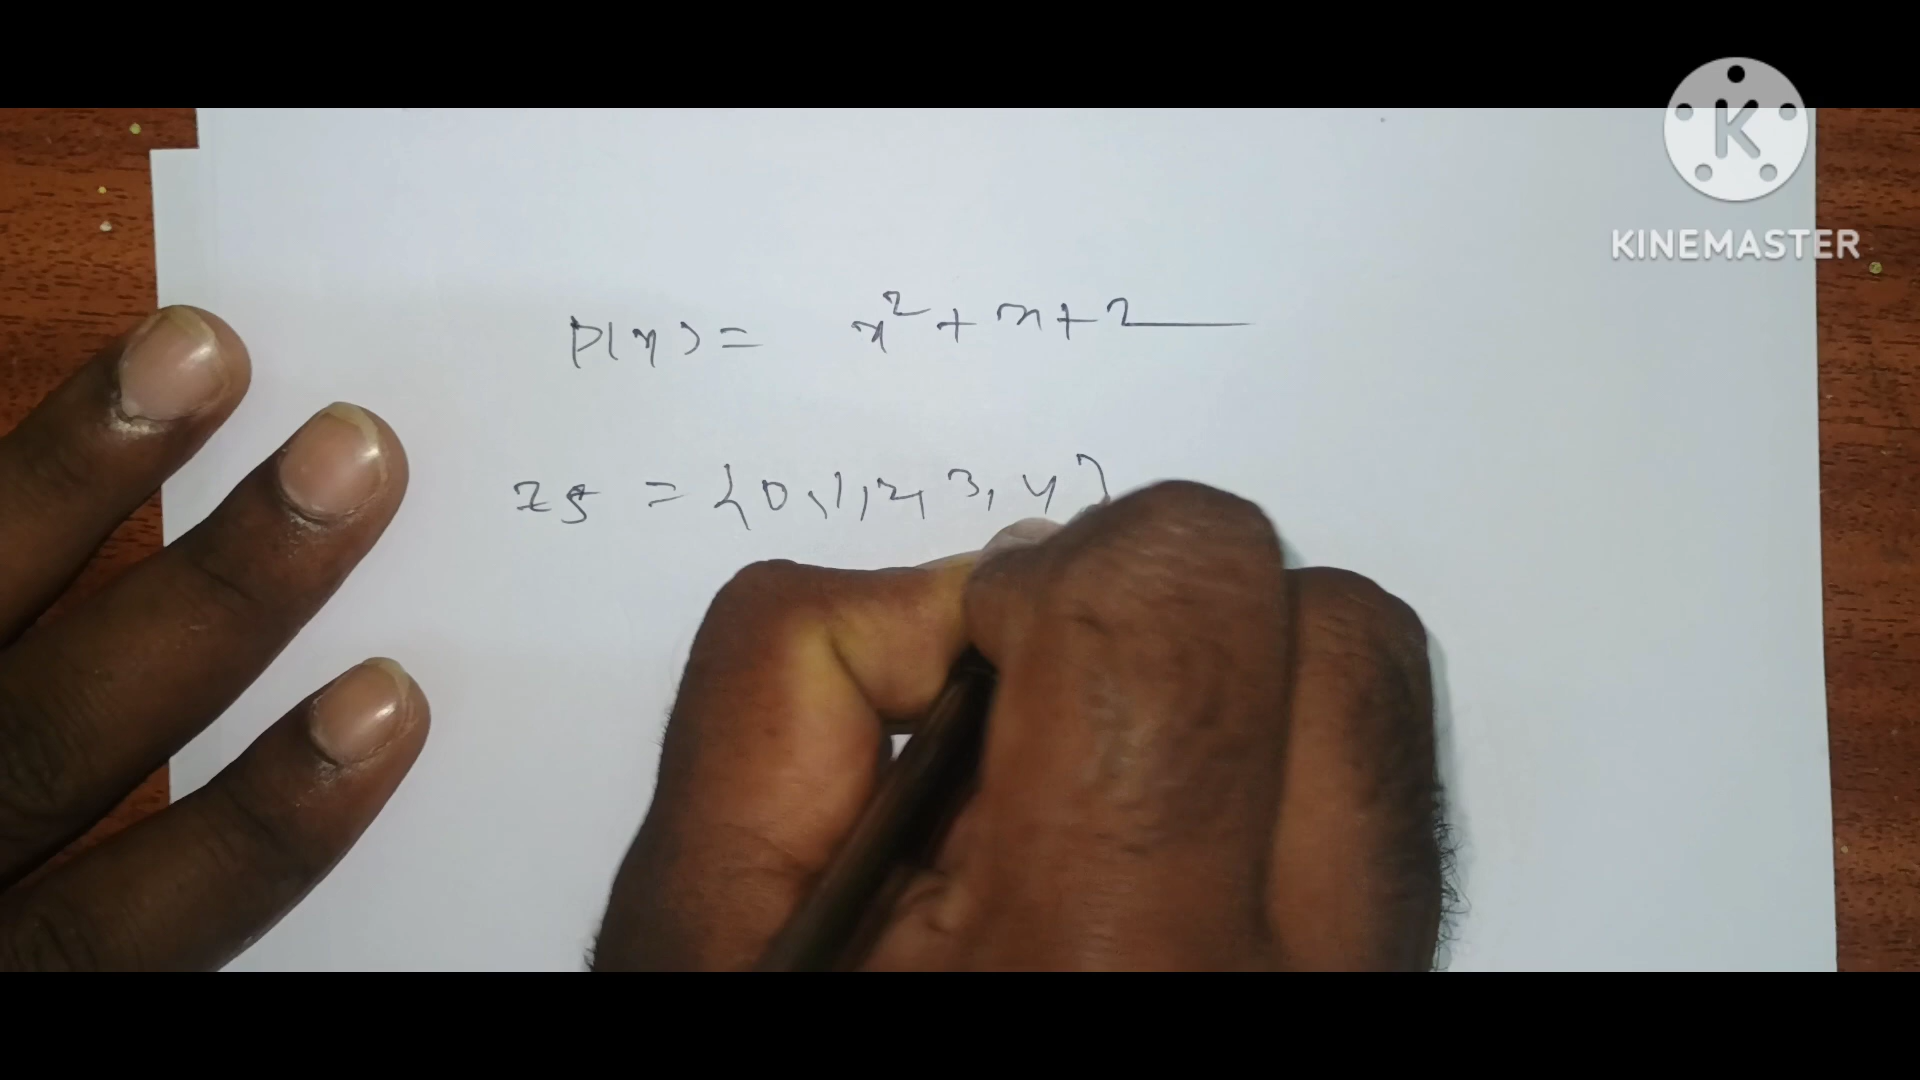 K
KINEMASTER
P(x) = x² + x + 2
Z5 = {0, 1, 2, 3, 4}